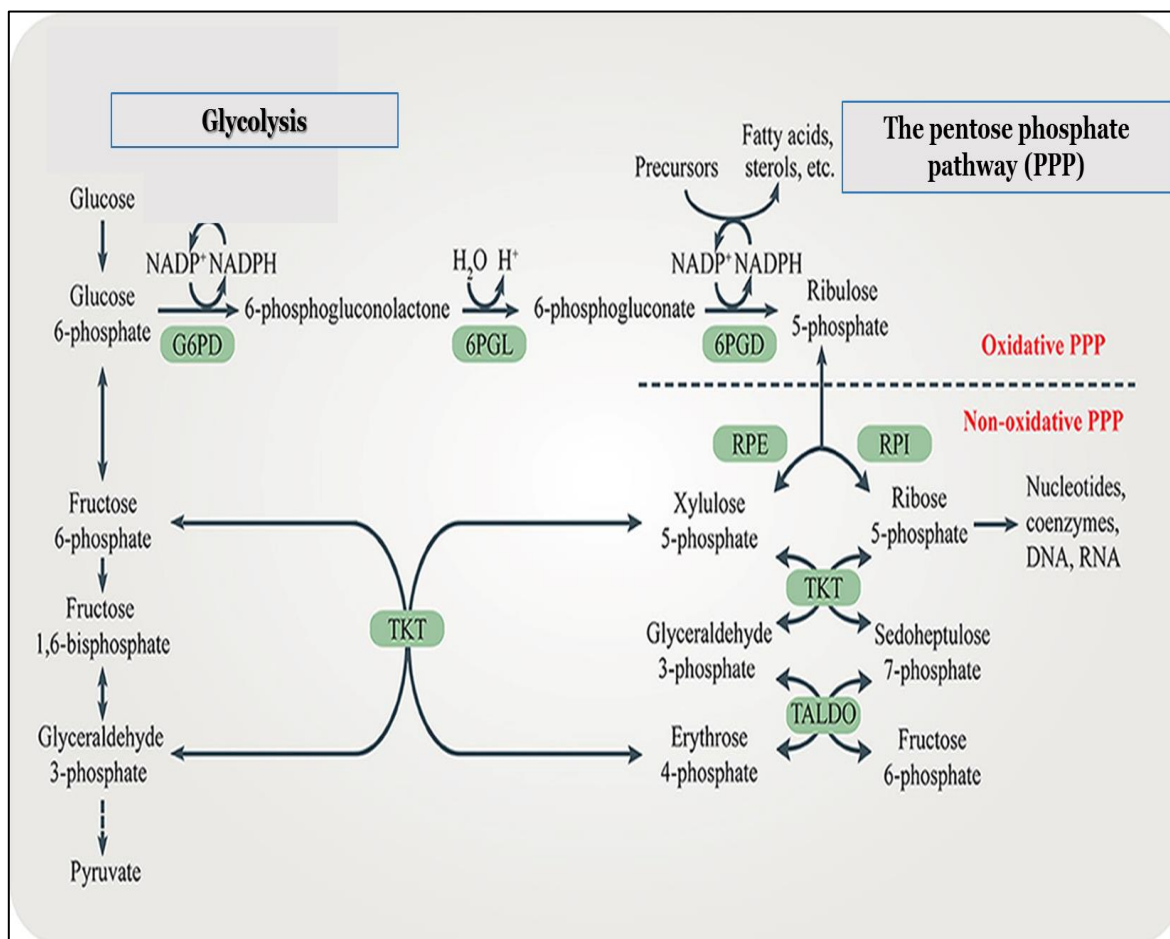 Glycolysis
The pentose phosphate
pathway (PPP)
Fatty acids,
sterols, etc.
Precursors
Glucose
NADP⁺ NADPH
H₂O H⁺
NADP⁺ NADPH
Glucose
6-phosphate
6-phosphogluconolactone
6-phosphogluconate
Ribulose
5-phosphate
G6PD
6PGL
6PGD
Oxidative PPP
Non-oxidative PPP
RPE
RPI
Fructose
6-phosphate
Xylulose
5-phosphate
Ribose
5-phosphate
Nucleotides,
coenzymes,
DNA, RNA
TKT
Fructose
1,6-bisphosphate
TKT
Glyceraldehyde
3-phosphate
Sedoheptulose
7-phosphate
TALDO
Glyceraldehyde
3-phosphate
Erythrose
4-phosphate
Fructose
6-phosphate
Pyruvate